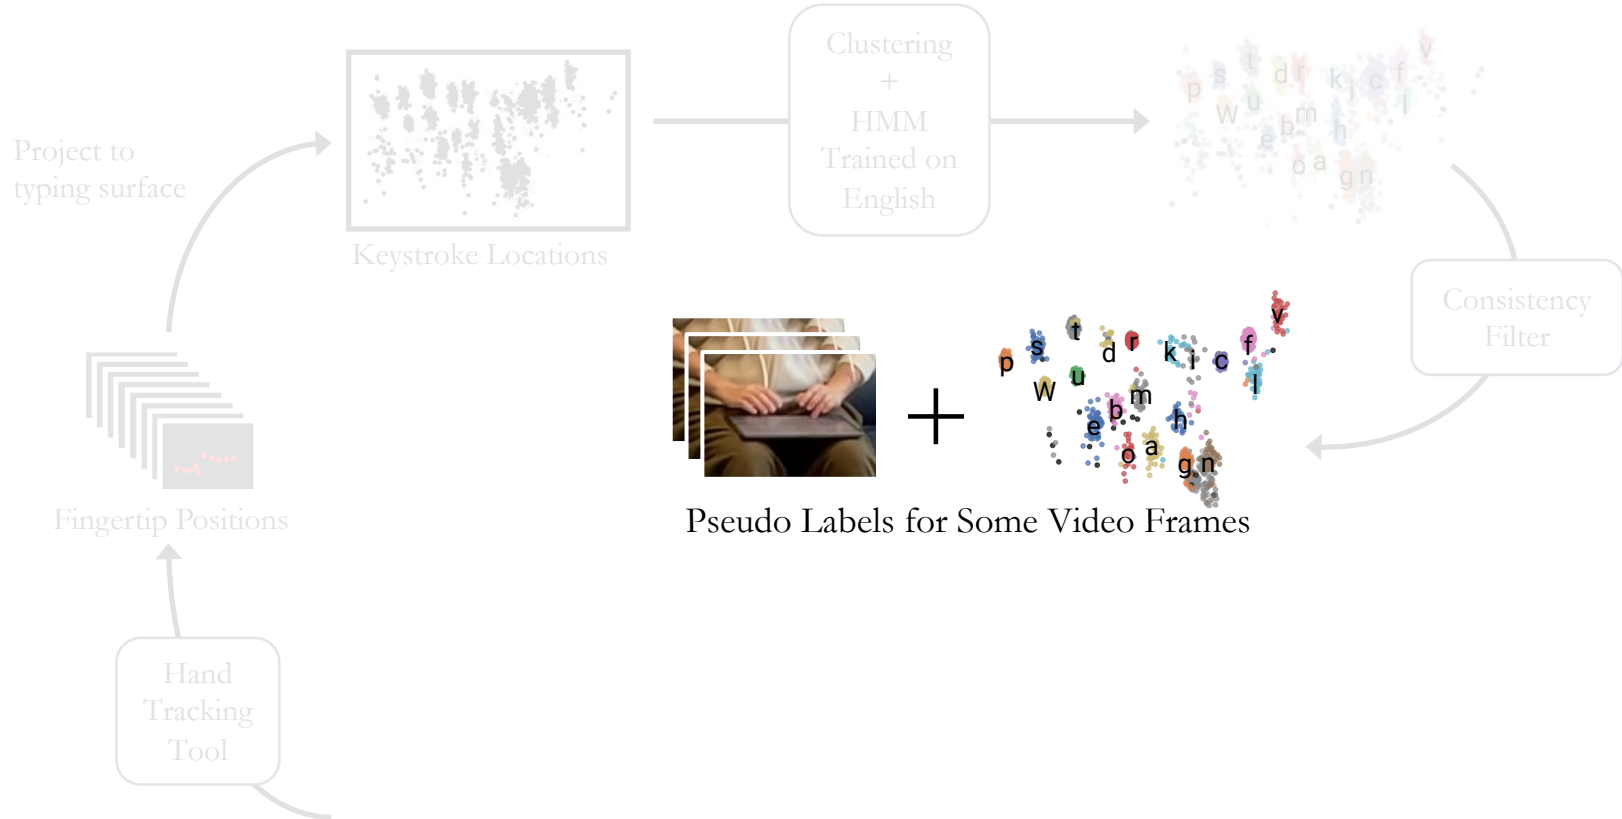 Project to
typing surface
Keystroke Locations
Clustering
+
HMM
Trained on
English
p s t d r k i c f v
W u b m h l
e o a g n
Consistency
Filter
p s t d r k i c f v
W u b m h l
e o a g n
+
Pseudo Labels for Some Video Frames
Fingertip Positions
Hand
Tracking
Tool